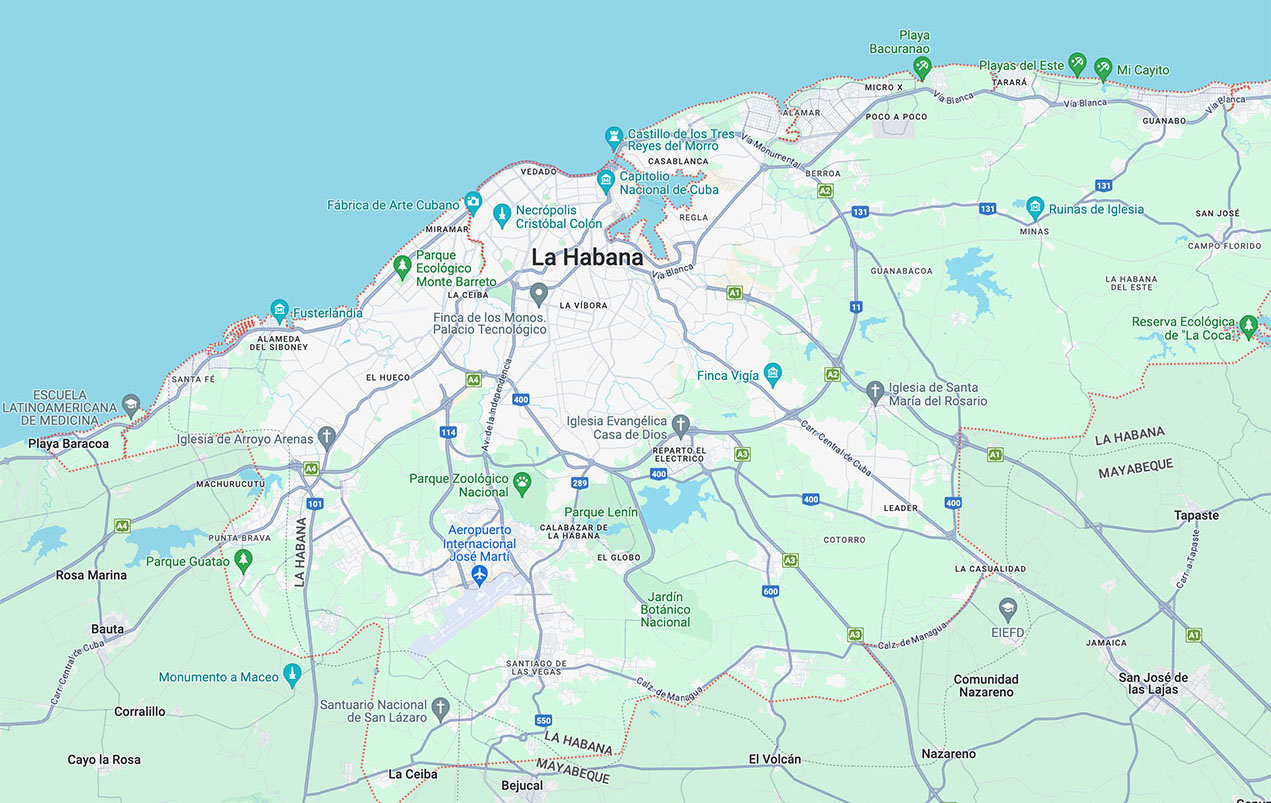 Playa
Bacuranao
Playas del Este
Mi Cayito
TARARÁ
MICRO X
Vía Blanca
Vía Blanca
Vía Blanca
GUANABO
ALAMAR
POCO A POCO
Castillo de los Tres
Reyes del Morro
Vía Monumental
CASABLANCA
VEDADO
Capitolio
Nacional de Cuba
BERROA
A2
131
Fábrica de Arte Cubano
Necrópolis
Cristóbal Colón
REGLA
131
131
Ruinas de Iglesia
MINAS
SAN JOSÉ
MIRAMAR
CAMPO FLORIDO
Parque
Ecológico
Monte Barreto
La Habana
Vía Blanca
GUANABACOA
LA HABANA
DEL ESTE
LA CEIBA
LA VÍBORA
A1
11
Fusterlandia
Finca de los Monos.
Palacio Tecnológico
Reserva Ecológica
de "La Coca"
ALAMEDA
DEL SIBONEY
SANTA FÉ
EL HUECO
A4
Av. de la Independencia
400
Finca Vigía
A2
Iglesia de Santa
María del Rosario
ESCUELA
LATINOAMERICANA
DE MEDICINA
Playa Baracoa
Iglesia de Arroyo Arenas
114
Iglesia Evangélica
Casa de Dios
Carr. Central de Cuba
LA HABANA
MAYABEQUE
A1
REPARTO EL
ELECTRICO
A3
A4
MACHURUCUTÚ
101
Parque Zoológico
Nacional
289
400
400
400
LEADER
Tapaste
A4
PUNTA BRAVA
LA HABANA
Parque Lenín
CALABAZAR DE
LA HABANA
Aeropuerto
Internacional
José Martí
COTORRO
EL GLOBO
A3
Parque Guatao
Rosa Marina
LA CASUALIDAD
Carr. a Tapaste
600
Jardín
Botánico
Nacional
EIEFD
Bauta
Carr. Central de Cuba
A3
Calz. de Managua
A1
JAMAICA
SANTIAGO DE
LAS VEGAS
Monumento a Maceo
Calz. de Managua
Comunidad
Nazareno
San José de
las Lajas
Corralillo
Santuario Nacional
de San Lázaro
550
LA HABANA
MAYABEQUE
Cayo la Rosa
La Ceiba
Bejucal
El Volcán
Nazareno